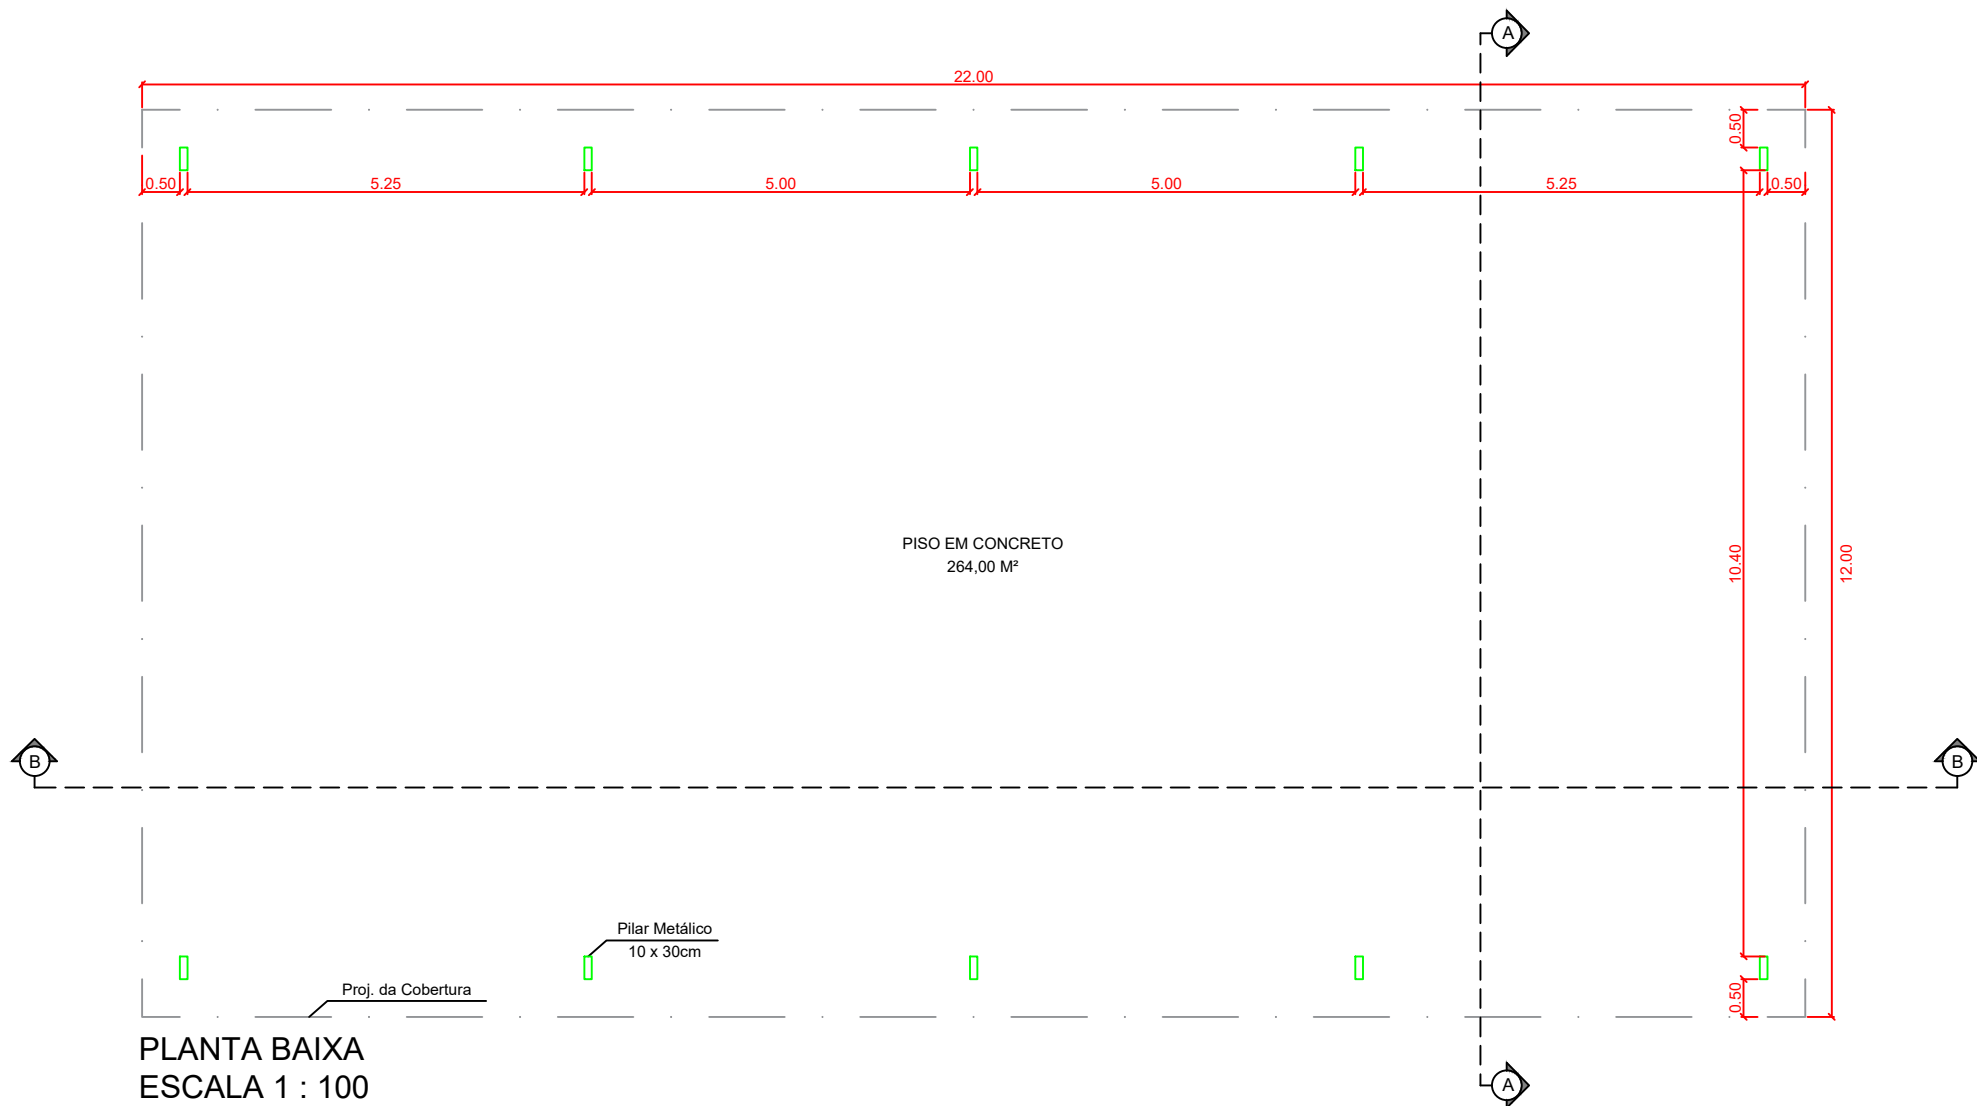 A
22.00
0.50
0.50
5.25
5.00
5.00
5.25
0.50
PISO EM CONCRETO
264,00 M²
10.40
12.00
B
B
Pilar Metálico
10 x 30cm
Proj. da Cobertura
0.50
PLANTA BAIXA
ESCALA 1 : 100
A